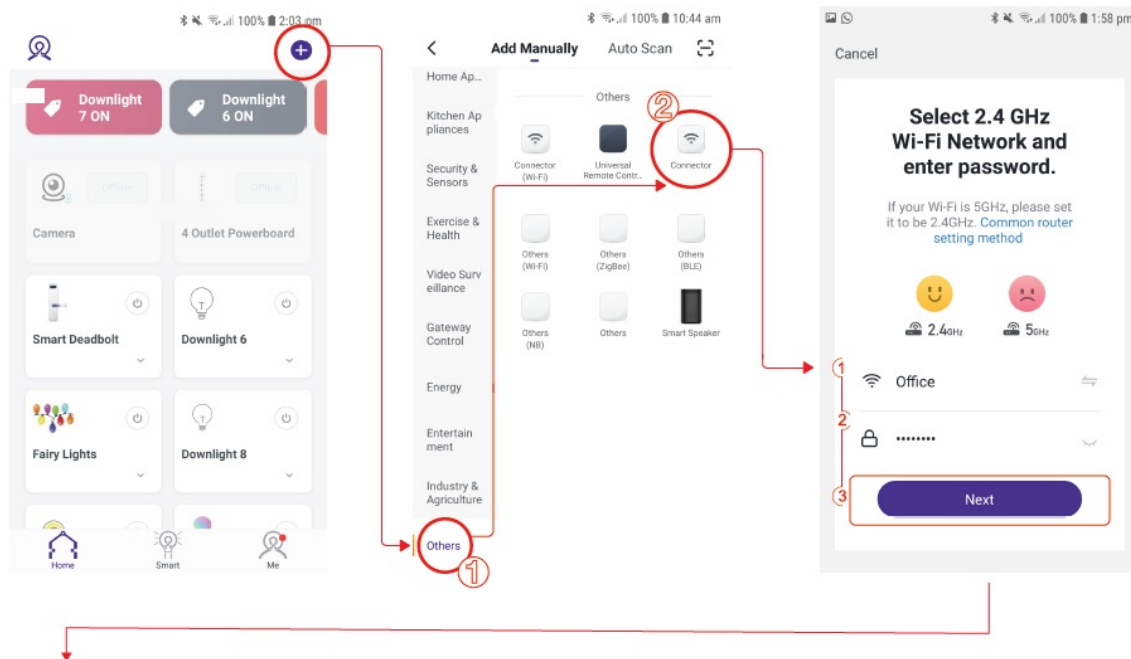 100% 2:03 pm
Downlight
7 ON
Downlight
6 ON
Offline
Offline
Camera
4 Outlet Powerboard
Smart Deadbolt
Downlight 6
Fairy Lights
Downlight 8
Home
Smart
Me
100% 10:44 am
Add Manually
Auto Scan
Home Ap...
Kitchen Ap
pliances
Security &
Sensors
Exercise &
Health
Video Surv
eillance
Gateway
Control
Energy
Entertain
ment
Industry &
Agriculture
Others
1
Others
2
Connector
(Wi-Fi)
Universal
Remote Contr..
Connector
Others
(Wi-Fi)
Others
(ZigBee)
Others
(BLE)
Others
(NB)
Others
Smart Speaker
100% 1:58 pm
Cancel
Select 2.4 GHz
Wi-Fi Network and
enter password.
If your Wi-Fi is 5GHz, please set
it to be 2.4GHz. Common router
setting method
2.4GHz
5GHz
1
Office
2
••••••••
3
Next